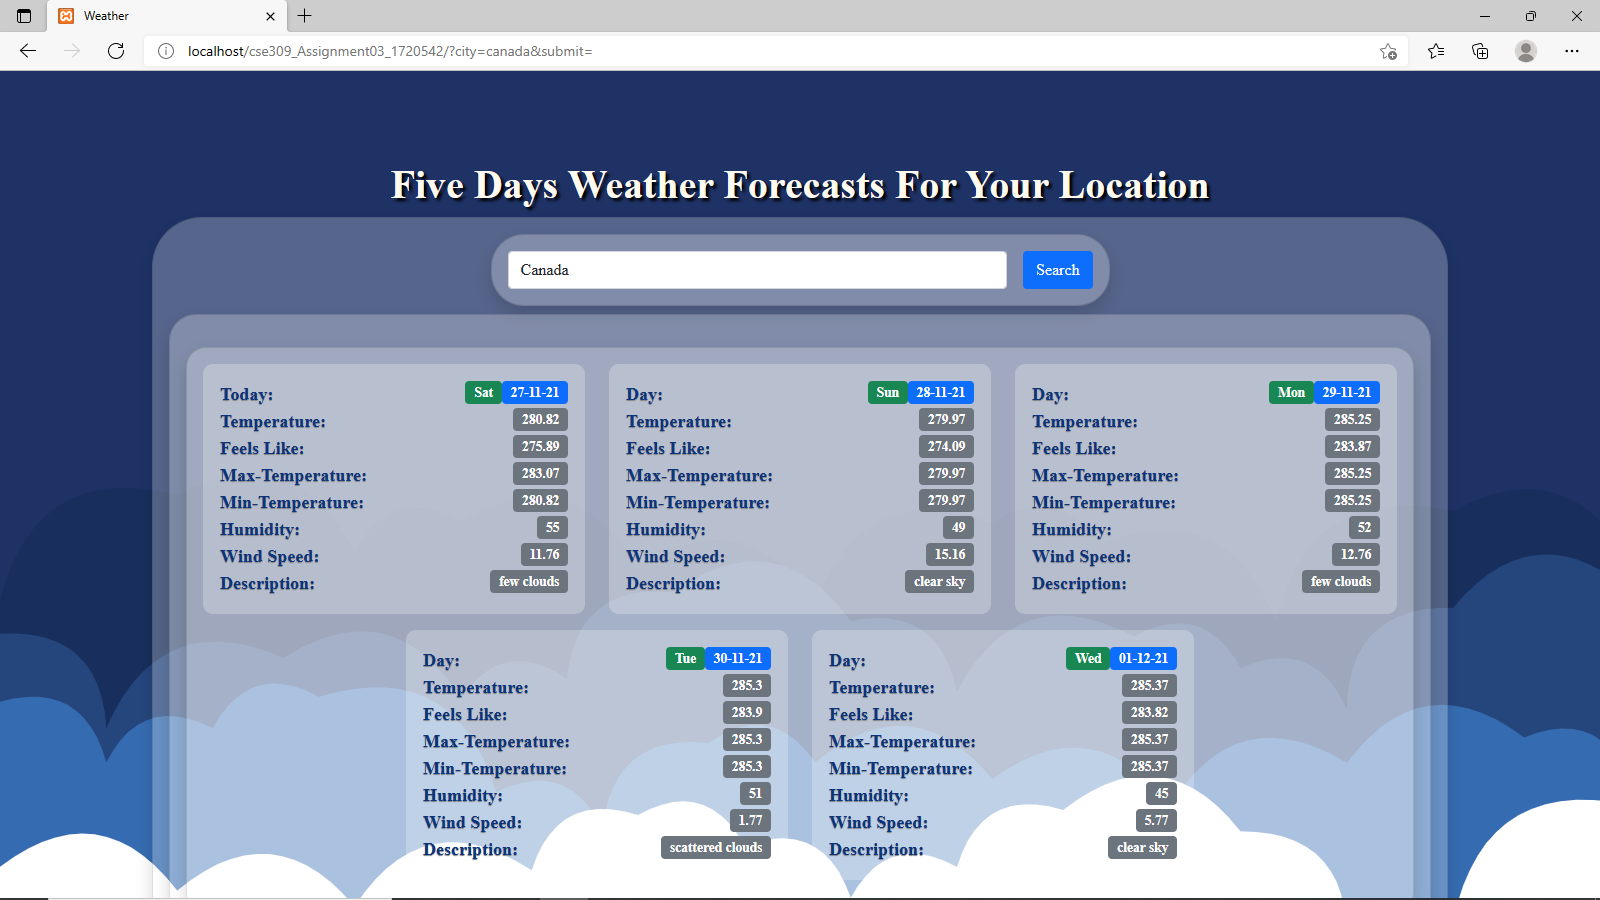 Weather
localhost/cse309_Assignment03_1720542/?city=canada&submit=
Five Days Weather Forecasts For Your Location
Canada Search
Today: Sat 27-11-21
Temperature: 280.82
Feels Like: 275.89
Max-Temperature: 283.07
Min-Temperature: 280.82
Humidity: 55
Wind Speed: 11.76
Description: few clouds
Day: Sun 28-11-21
Temperature: 279.97
Feels Like: 274.09
Max-Temperature: 279.97
Min-Temperature: 279.97
Humidity: 49
Wind Speed: 15.16
Description: clear sky
Day: Mon 29-11-21
Temperature: 285.25
Feels Like: 283.87
Max-Temperature: 285.25
Min-Temperature: 285.25
Humidity: 52
Wind Speed: 12.76
Description: few clouds
Day: Tue 30-11-21
Temperature: 285.3
Feels Like: 283.9
Max-Temperature: 285.3
Min-Temperature: 285.3
Humidity: 51
Wind Speed: 1.77
Description: scattered clouds
Day: Wed 01-12-21
Temperature: 285.37
Feels Like: 283.82
Max-Temperature: 285.37
Min-Temperature: 285.37
Humidity: 45
Wind Speed: 5.77
Description: clear sky